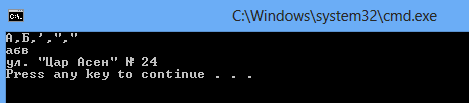 C:\Windows\system32\cmd.exe
А,Б,',","
абв
ул. "Цар Асен" № 24
Press any key to continue . . .